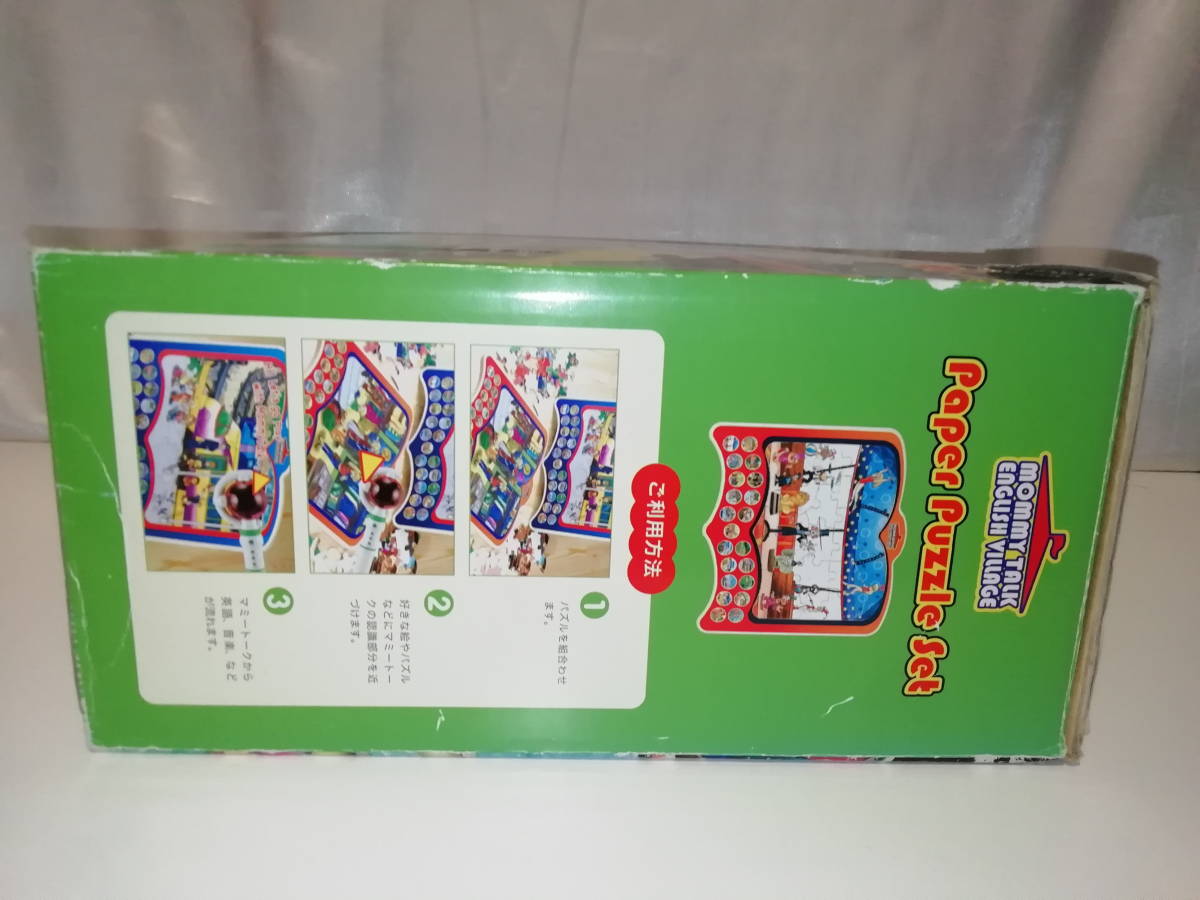 MOMMY TALK
ENGLISH VILLAGE
Paper Puzzle Set
ご利用方法
1
パズルを組合わせ
ます。
2
好きな絵やパズル
などにマミートー
クの認識部分を近
づけます。
3
マミートークから
英語、音楽、など
が流れます。